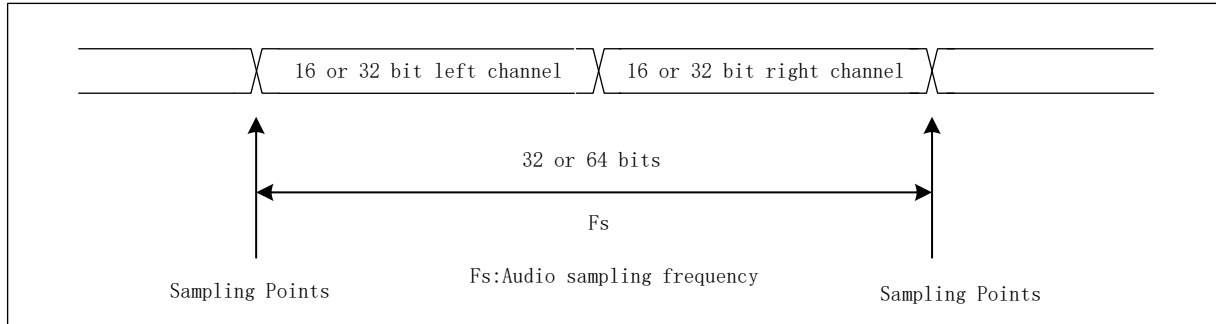 16 or 32 bit left channel
16 or 32 bit right channel
32 or 64 bits
Fs
Fs:Audio sampling frequency
Sampling Points
Sampling Points